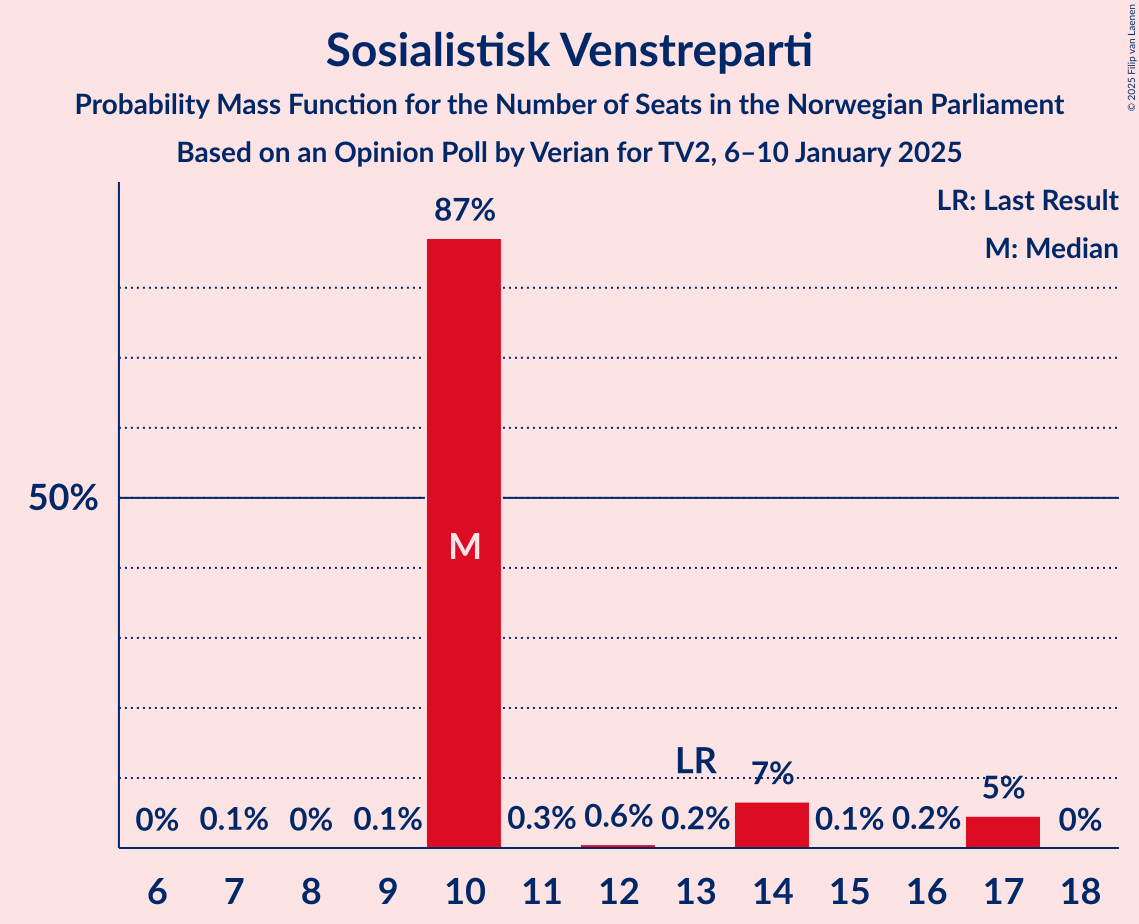 Sosialistisk Venstreparti
Probability Mass Function for the Number of Seats in the Norwegian Parliament
Based on an Opinion Poll by Verian for TV2, 6–10 January 2025
© 2025 Filip van Laenen
LR: Last Result
M: Median
87%
50%
M
LR
7%
5%
0% 0.1% 0% 0.1% 0.3% 0.6% 0.2% 0.1% 0.2% 0%
6 7 8 9 10 11 12 13 14 15 16 17 18